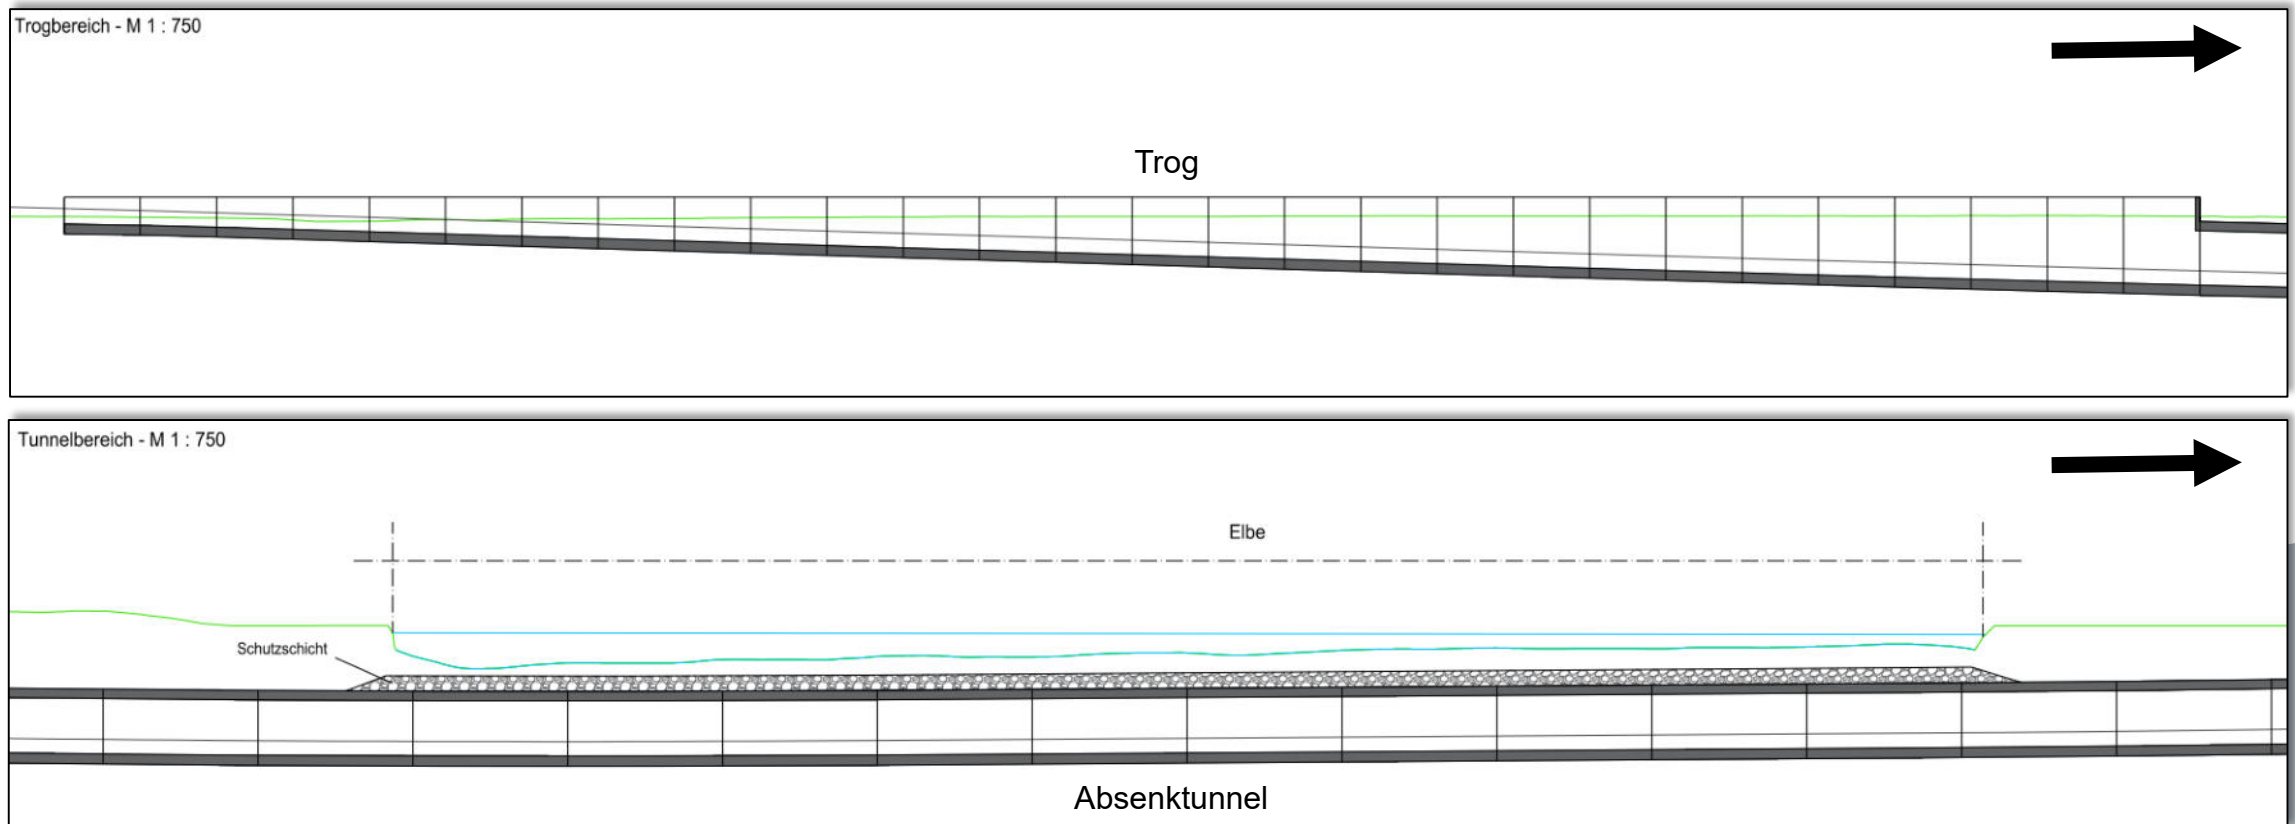 Trogbereich - M 1 : 750
Trog
Tunnelbereich - M 1 : 750
Elbe
Schutzschicht
Absenktunnel